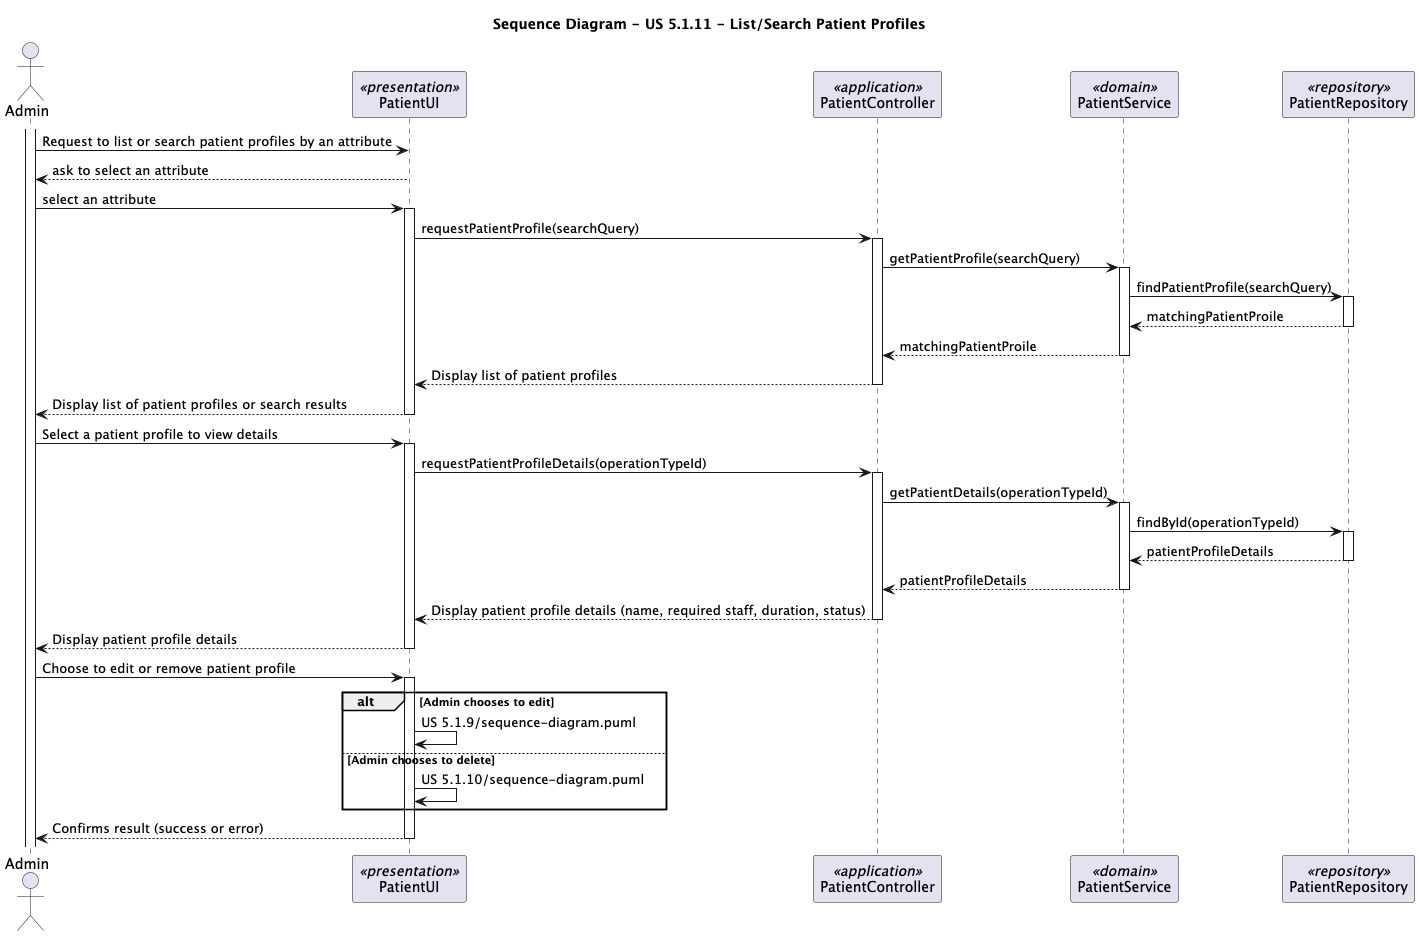 Sequence Diagram - US 5.1.11 - List/Search Patient Profiles
Admin
«presentation»
PatientUI
«application»
PatientController
«domain»
PatientService
«repository»
PatientRepository
Request to list or search patient profiles by an attribute
ask to select an attribute
select an attribute
requestPatientProfile(searchQuery)
getPatientProfile(searchQuery)
findPatientProfile(searchQuery)
matchingPatientProile
matchingPatientProile
Display list of patient profiles
Display list of patient profiles or search results
Select a patient profile to view details
requestPatientProfileDetails(operationTypeId)
getPatientDetails(operationTypeId)
findById(operationTypeId)
patientProfileDetails
patientProfileDetails
Display patient profile details (name, required staff, duration, status)
Display patient profile details
Choose to edit or remove patient profile
alt [Admin chooses to edit]
US 5.1.9/sequence-diagram.puml
[Admin chooses to delete]
US 5.1.10/sequence-diagram.puml
Confirms result (success or error)
Admin
«presentation»
PatientUI
«application»
PatientController
«domain»
PatientService
«repository»
PatientRepository